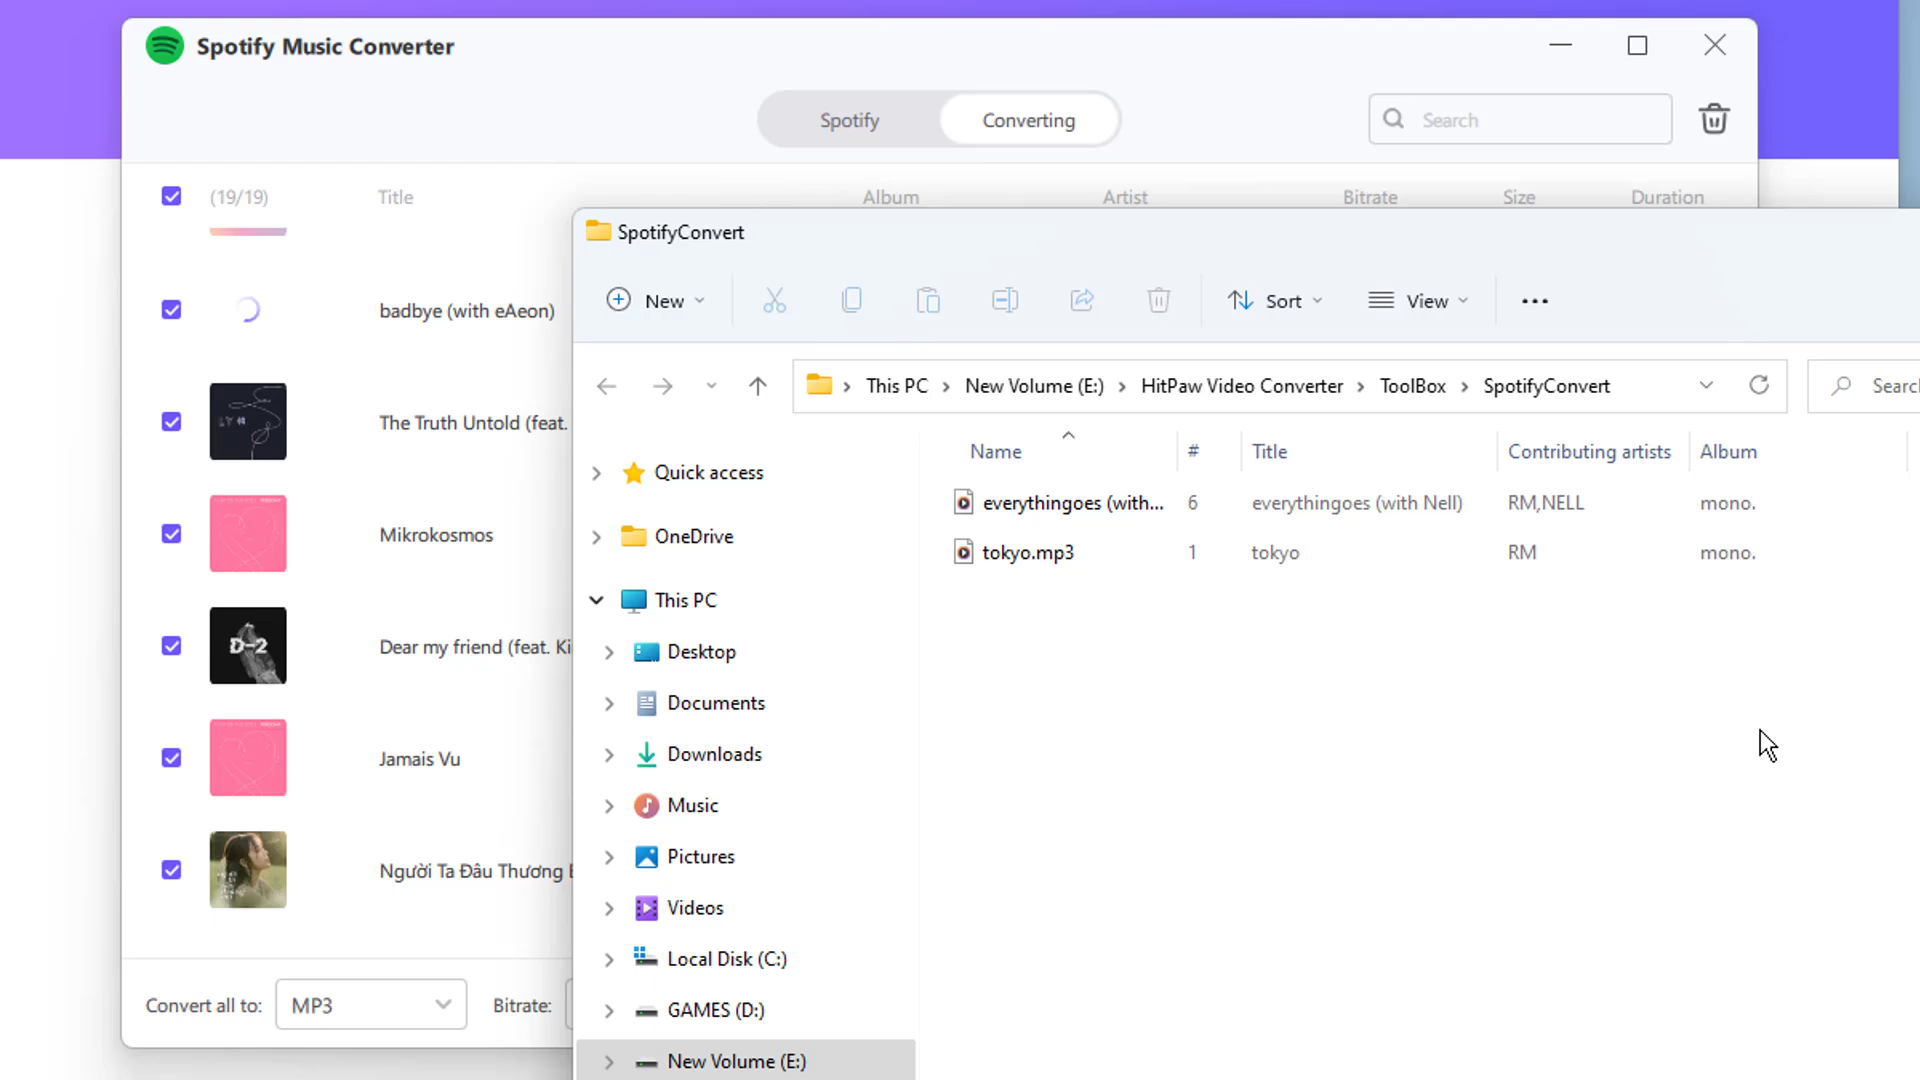 Spotify Music Converter
Spotify Converting Search
(19/19) Title Album Artist Bitrate Size Duration
SpotifyConvert
New Sort View
This PC New Volume (E:) HitPaw Video Converter ToolBox SpotifyConvert
Name # Title Contributing artists Album
everythingoes (with... 6 everythingoes (with Nell) RM,NELL mono.
tokyo.mp3 1 tokyo RM mono.
badbye (with eAeon)
The Truth Untold (feat.
Mikrokosmos
D-2
Dear my friend (feat. Ki
Jamais Vu
Người Ta Đâu Thương
Convert all to: MP3 Bitrate:
Quick access
OneDrive
This PC
Desktop
Documents
Downloads
Music
Pictures
Videos
Local Disk (C:)
GAMES (D:)
New Volume (E:)